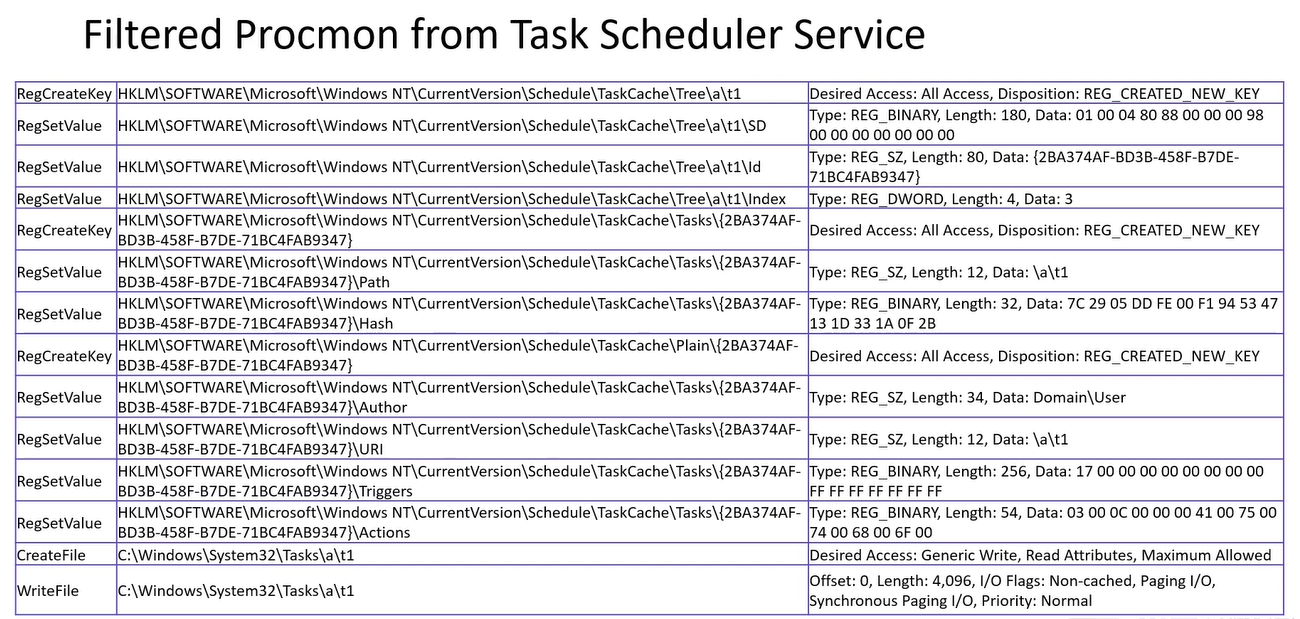 Filtered Procmon from Task Scheduler Service
RegCreateKey HKLM\SOFTWARE\Microsoft\Windows NT\CurrentVersion\Schedule\TaskCache\Tree\a\t1 Desired Access: All Access, Disposition: REG_CREATED_NEW_KEY
RegSetValue HKLM\SOFTWARE\Microsoft\Windows NT\CurrentVersion\Schedule\TaskCache\Tree\a\t1\SD Type: REG_BINARY, Length: 180, Data: 01 00 04 80 88 00 00 00 98
00 00 00 00 00 00 00
RegSetValue HKLM\SOFTWARE\Microsoft\Windows NT\CurrentVersion\Schedule\TaskCache\Tree\a\t1\Id Type: REG_SZ, Length: 80, Data: {2BA374AF-BD3B-458F-B7DE-
71BC4FAB9347}
RegSetValue HKLM\SOFTWARE\Microsoft\Windows NT\CurrentVersion\Schedule\TaskCache\Tree\a\t1\Index Type: REG_DWORD, Length: 4, Data: 3
RegCreateKey HKLM\SOFTWARE\Microsoft\Windows NT\CurrentVersion\Schedule\TaskCache\Tasks\{2BA374AF-
BD3B-458F-B7DE-71BC4FAB9347} Desired Access: All Access, Disposition: REG_CREATED_NEW_KEY
RegSetValue HKLM\SOFTWARE\Microsoft\Windows NT\CurrentVersion\Schedule\TaskCache\Tasks\{2BA374AF-
BD3B-458F-B7DE-71BC4FAB9347}\Path Type: REG_SZ, Length: 12, Data: \a\t1
RegSetValue HKLM\SOFTWARE\Microsoft\Windows NT\CurrentVersion\Schedule\TaskCache\Tasks\{2BA374AF-
BD3B-458F-B7DE-71BC4FAB9347}\Hash Type: REG_BINARY, Length: 32, Data: 7C 29 05 DD FE 00 F1 94 53 47
13 1D 33 1A 0F 2B
RegCreateKey HKLM\SOFTWARE\Microsoft\Windows NT\CurrentVersion\Schedule\TaskCache\Plain\{2BA374AF-
BD3B-458F-B7DE-71BC4FAB9347} Desired Access: All Access, Disposition: REG_CREATED_NEW_KEY
RegSetValue HKLM\SOFTWARE\Microsoft\Windows NT\CurrentVersion\Schedule\TaskCache\Tasks\{2BA374AF-
BD3B-458F-B7DE-71BC4FAB9347}\Author Type: REG_SZ, Length: 34, Data: Domain\User
RegSetValue HKLM\SOFTWARE\Microsoft\Windows NT\CurrentVersion\Schedule\TaskCache\Tasks\{2BA374AF-
BD3B-458F-B7DE-71BC4FAB9347}\URI Type: REG_SZ, Length: 12, Data: \a\t1
RegSetValue HKLM\SOFTWARE\Microsoft\Windows NT\CurrentVersion\Schedule\TaskCache\Tasks\{2BA374AF-
BD3B-458F-B7DE-71BC4FAB9347}\Triggers Type: REG_BINARY, Length: 256, Data: 17 00 00 00 00 00 00 00 00
FF FF FF FF FF FF FF
RegSetValue HKLM\SOFTWARE\Microsoft\Windows NT\CurrentVersion\Schedule\TaskCache\Tasks\{2BA374AF-
BD3B-458F-B7DE-71BC4FAB9347}\Actions Type: REG_BINARY, Length: 54, Data: 03 00 0C 00 00 00 41 00 75 00
74 00 68 00 6F 00
CreateFile C:\Windows\System32\Tasks\a\t1 Desired Access: Generic Write, Read Attributes, Maximum Allowed
WriteFile C:\Windows\System32\Tasks\a\t1 Offset: 0, Length: 4,096, I/O Flags: Non-cached, Paging I/O,
Synchronous Paging I/O, Priority: Normal